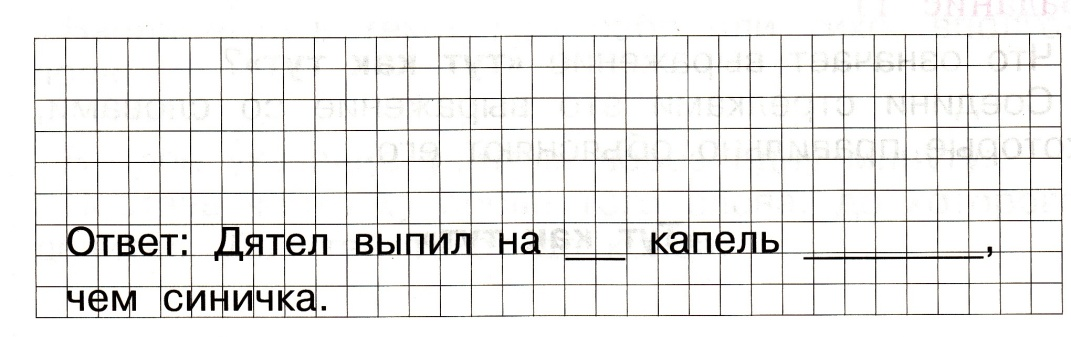 Ответ: Дятел выпил на ___ капель _________,
чем синичка.